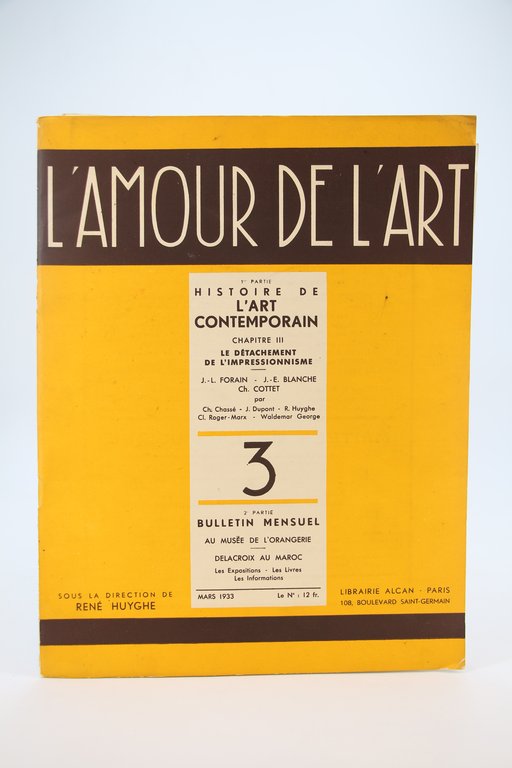 L'AMOUR DE L'ART
1re PARTIE
HISTOIRE DE
L'ART
CONTEMPORAIN
CHAPITRE III
LE DÉTACHEMENT
DE L'IMPRESSIONNISME
J.-L. FORAIN - J.-E. BLANCHE
Ch. COTTET
par
Ch. Chassé - J. Dupont - R. Huyghe
Cl. Roger-Marx - Waldemar George
3
2e PARTIE
BULLETIN MENSUEL
AU MUSÉE DE L'ORANGERIE
DELACROIX AU MAROC
Les Expositions - Les Livres
Les Informations
MARS 1933 Le N° : 12 fr.
SOUS LA DIRECTION DE
RENÉ HUYGHE
LIBRAIRIE ALCAN - PARIS
108, BOULEVARD SAINT-GERMAIN